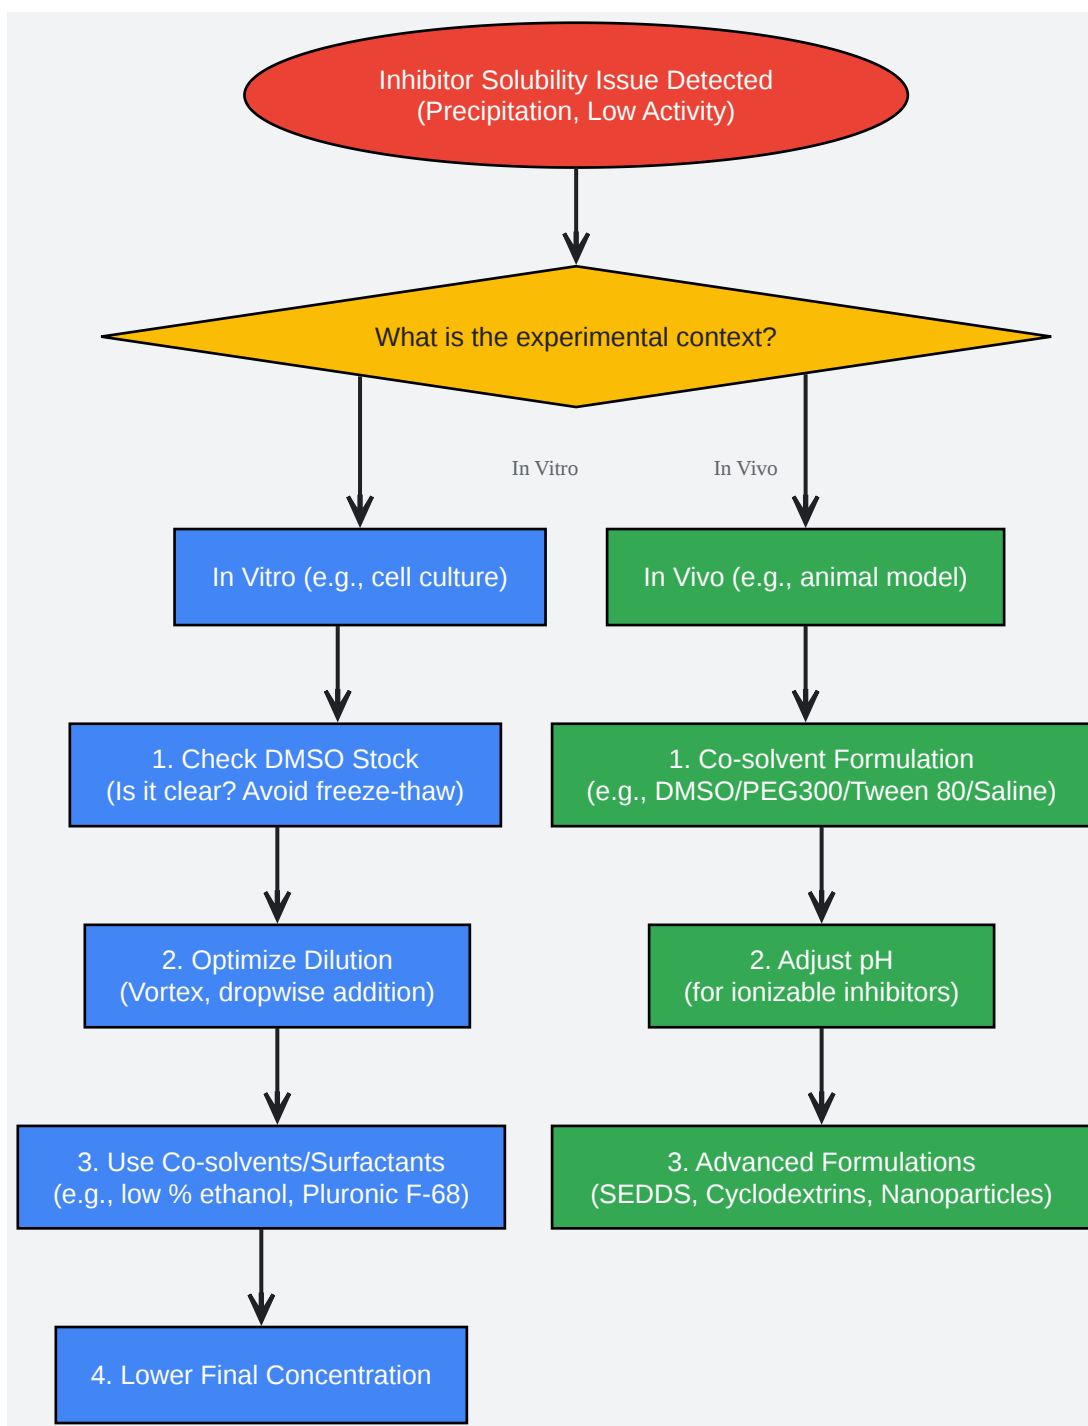 Inhibitor Solubility Issue Detected
(Precipitation, Low Activity)
What is the experimental context?
In Vitro
In Vivo
In Vitro (e.g., cell culture)
In Vivo (e.g., animal model)
1. Check DMSO Stock
(Is it clear? Avoid freeze-thaw)
1. Co-solvent Formulation
(e.g., DMSO/PEG300/Tween 80/Saline)
2. Optimize Dilution
(Vortex, dropwise addition)
2. Adjust pH
(for ionizable inhibitors)
3. Use Co-solvents/Surfactants
(e.g., low % ethanol, Pluronic F-68)
3. Advanced Formulations
(SEDDS, Cyclodextrins, Nanoparticles)
4. Lower Final Concentration